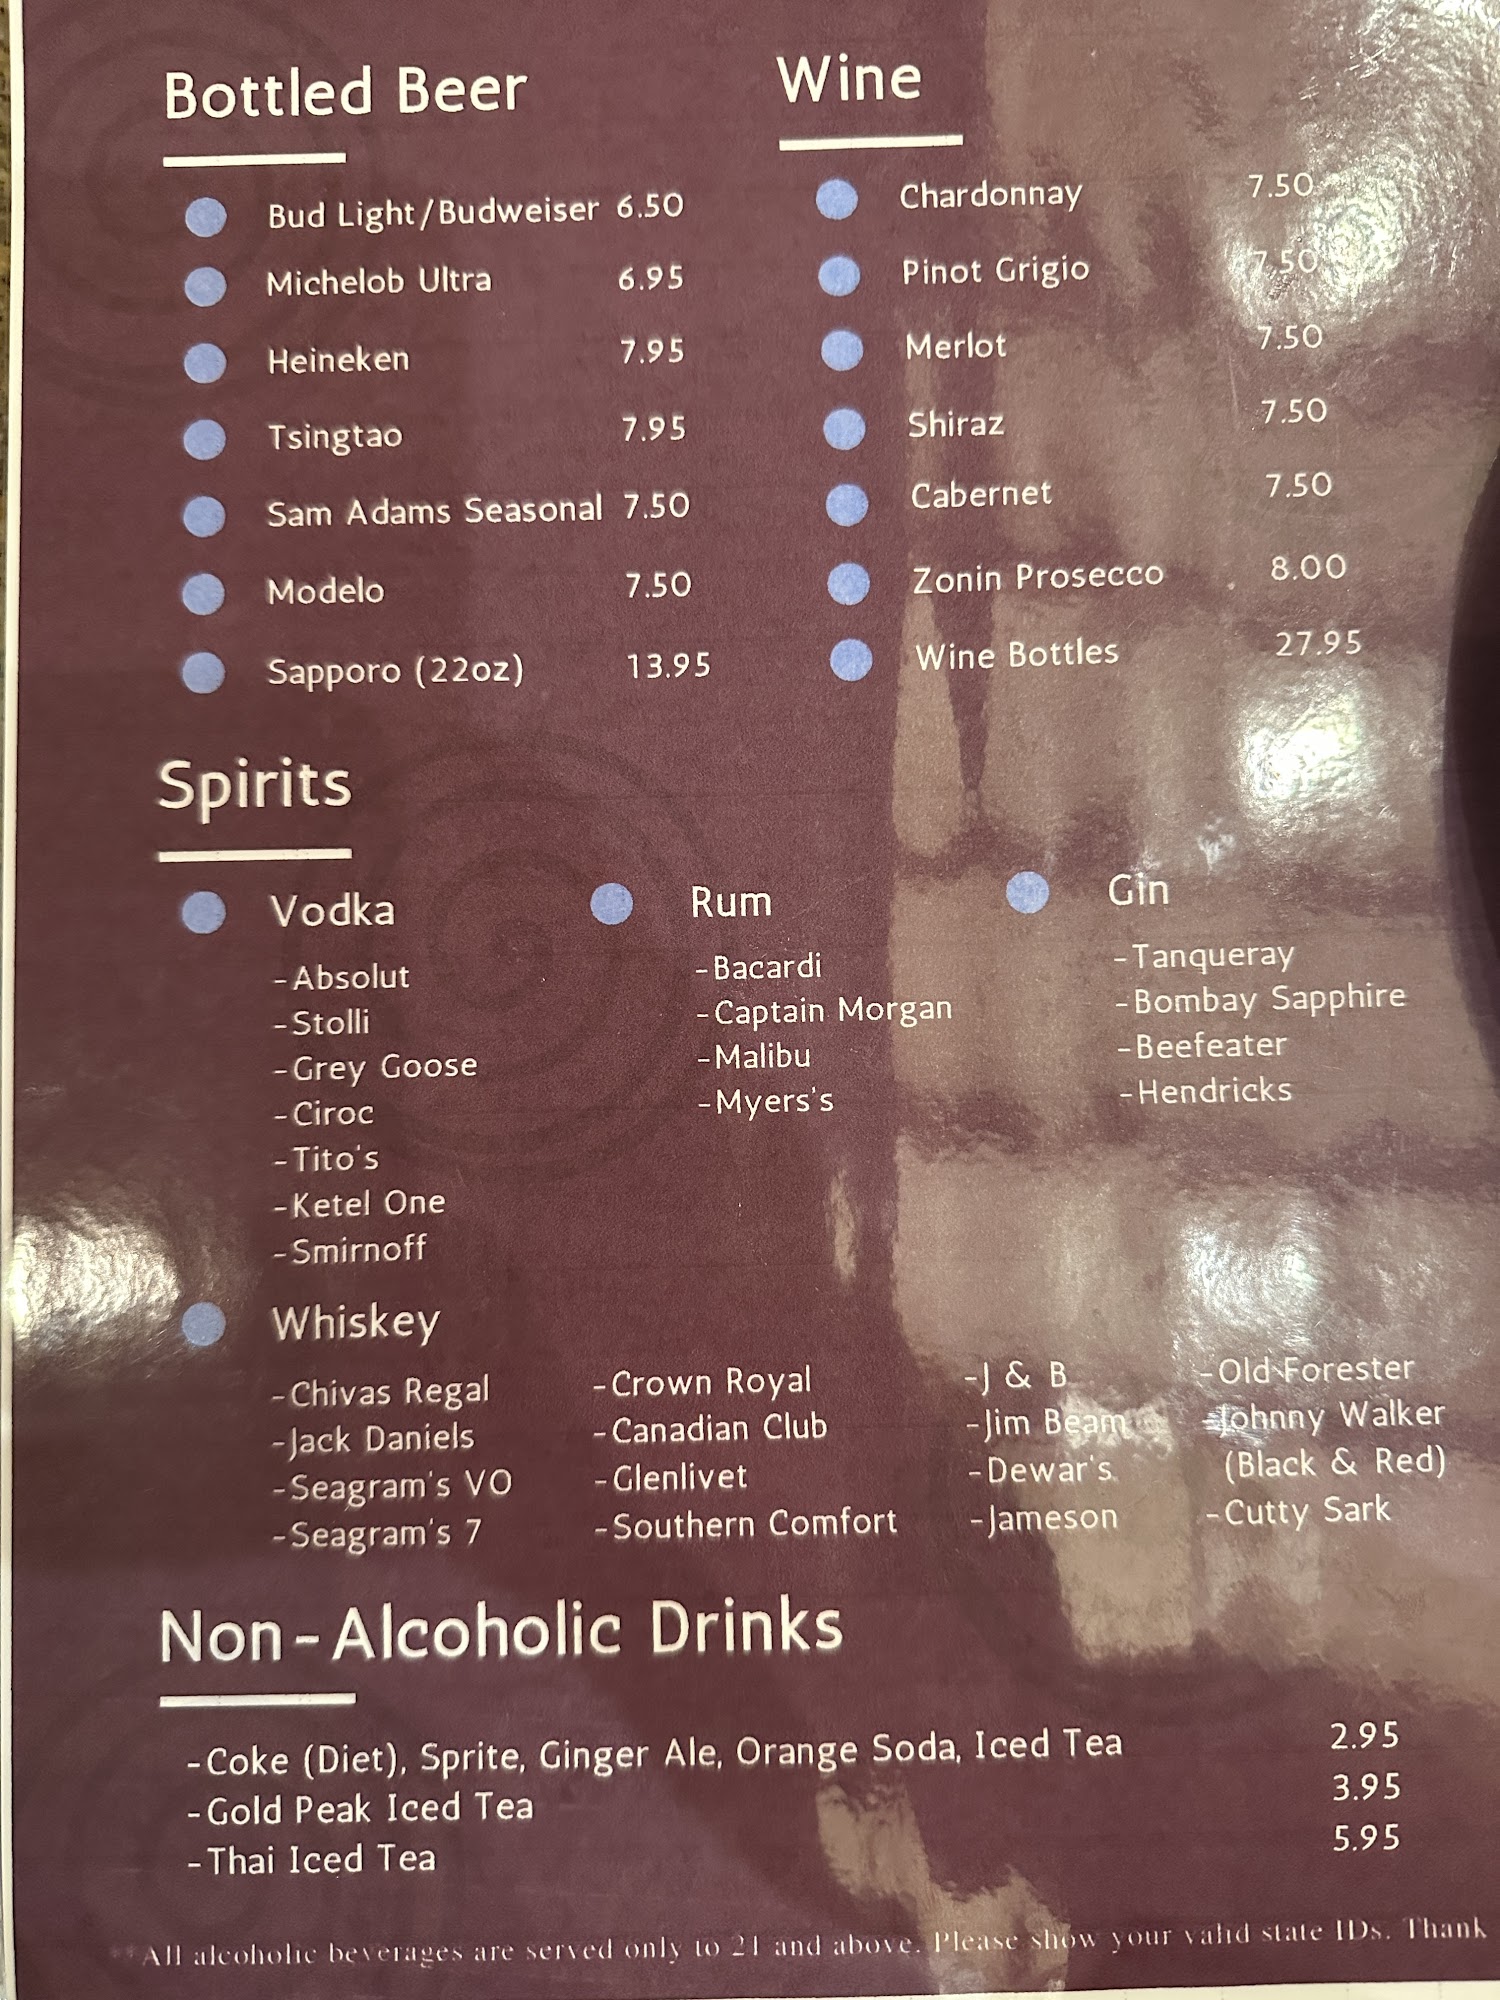 Bottled Beer
Bud Light/Budweiser 6.50
Michelob Ultra 6.95
Heineken 7.95
Tsingtao 7.95
Sam Adams Seasonal 7.50
Modelo 7.50
Sapporo (22oz) 13.95
Wine
Chardonnay 7.50
Pinot Grigio 7.50
Merlot 7.50
Shiraz 7.50
Cabernet 7.50
Zonin Prosecco 8.00
Wine Bottles 27.95
Spirits
Vodka
-Absolut
-Stolli
-Grey Goose
-Ciroc
-Tito's
-Ketel One
-Smirnoff
Rum
-Bacardi
-Captain Morgan
-Malibu
-Myers's
Gin
-Tanqueray
-Bombay Sapphire
-Beefeater
-Hendricks
Whiskey
-Chivas Regal
-Jack Daniels
-Seagram's VO
-Seagram's 7
-Crown Royal
-Canadian Club
-Glenlivet
-Southern Comfort
-J & B
-Jim Beam
-Dewar's
-Jameson
-Old Forester
-Johnny Walker
(Black & Red)
-Cutty Sark
Non-Alcoholic Drinks
-Coke (Diet), Sprite, Ginger Ale, Orange Soda, Iced Tea 2.95
-Gold Peak Iced Tea 3.95
-Thai Iced Tea 5.95
**All alcoholic beverages are served only to 21 and above. Please show your valid state IDs. Thank